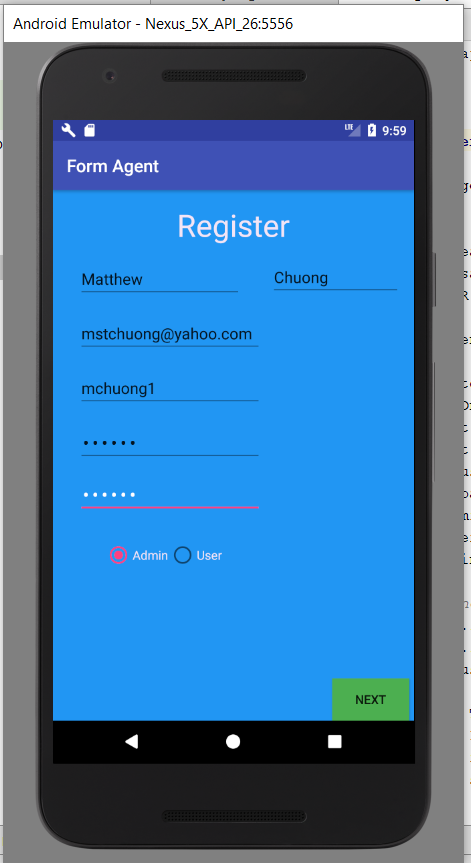 Android Emulator - Nexus_5X_API_26:5556
LTE 9:59
Form Agent
Register
Matthew Chuong
mstchuong@yahoo.com
mchuong1
••••••
••••••
Admin User
NEXT